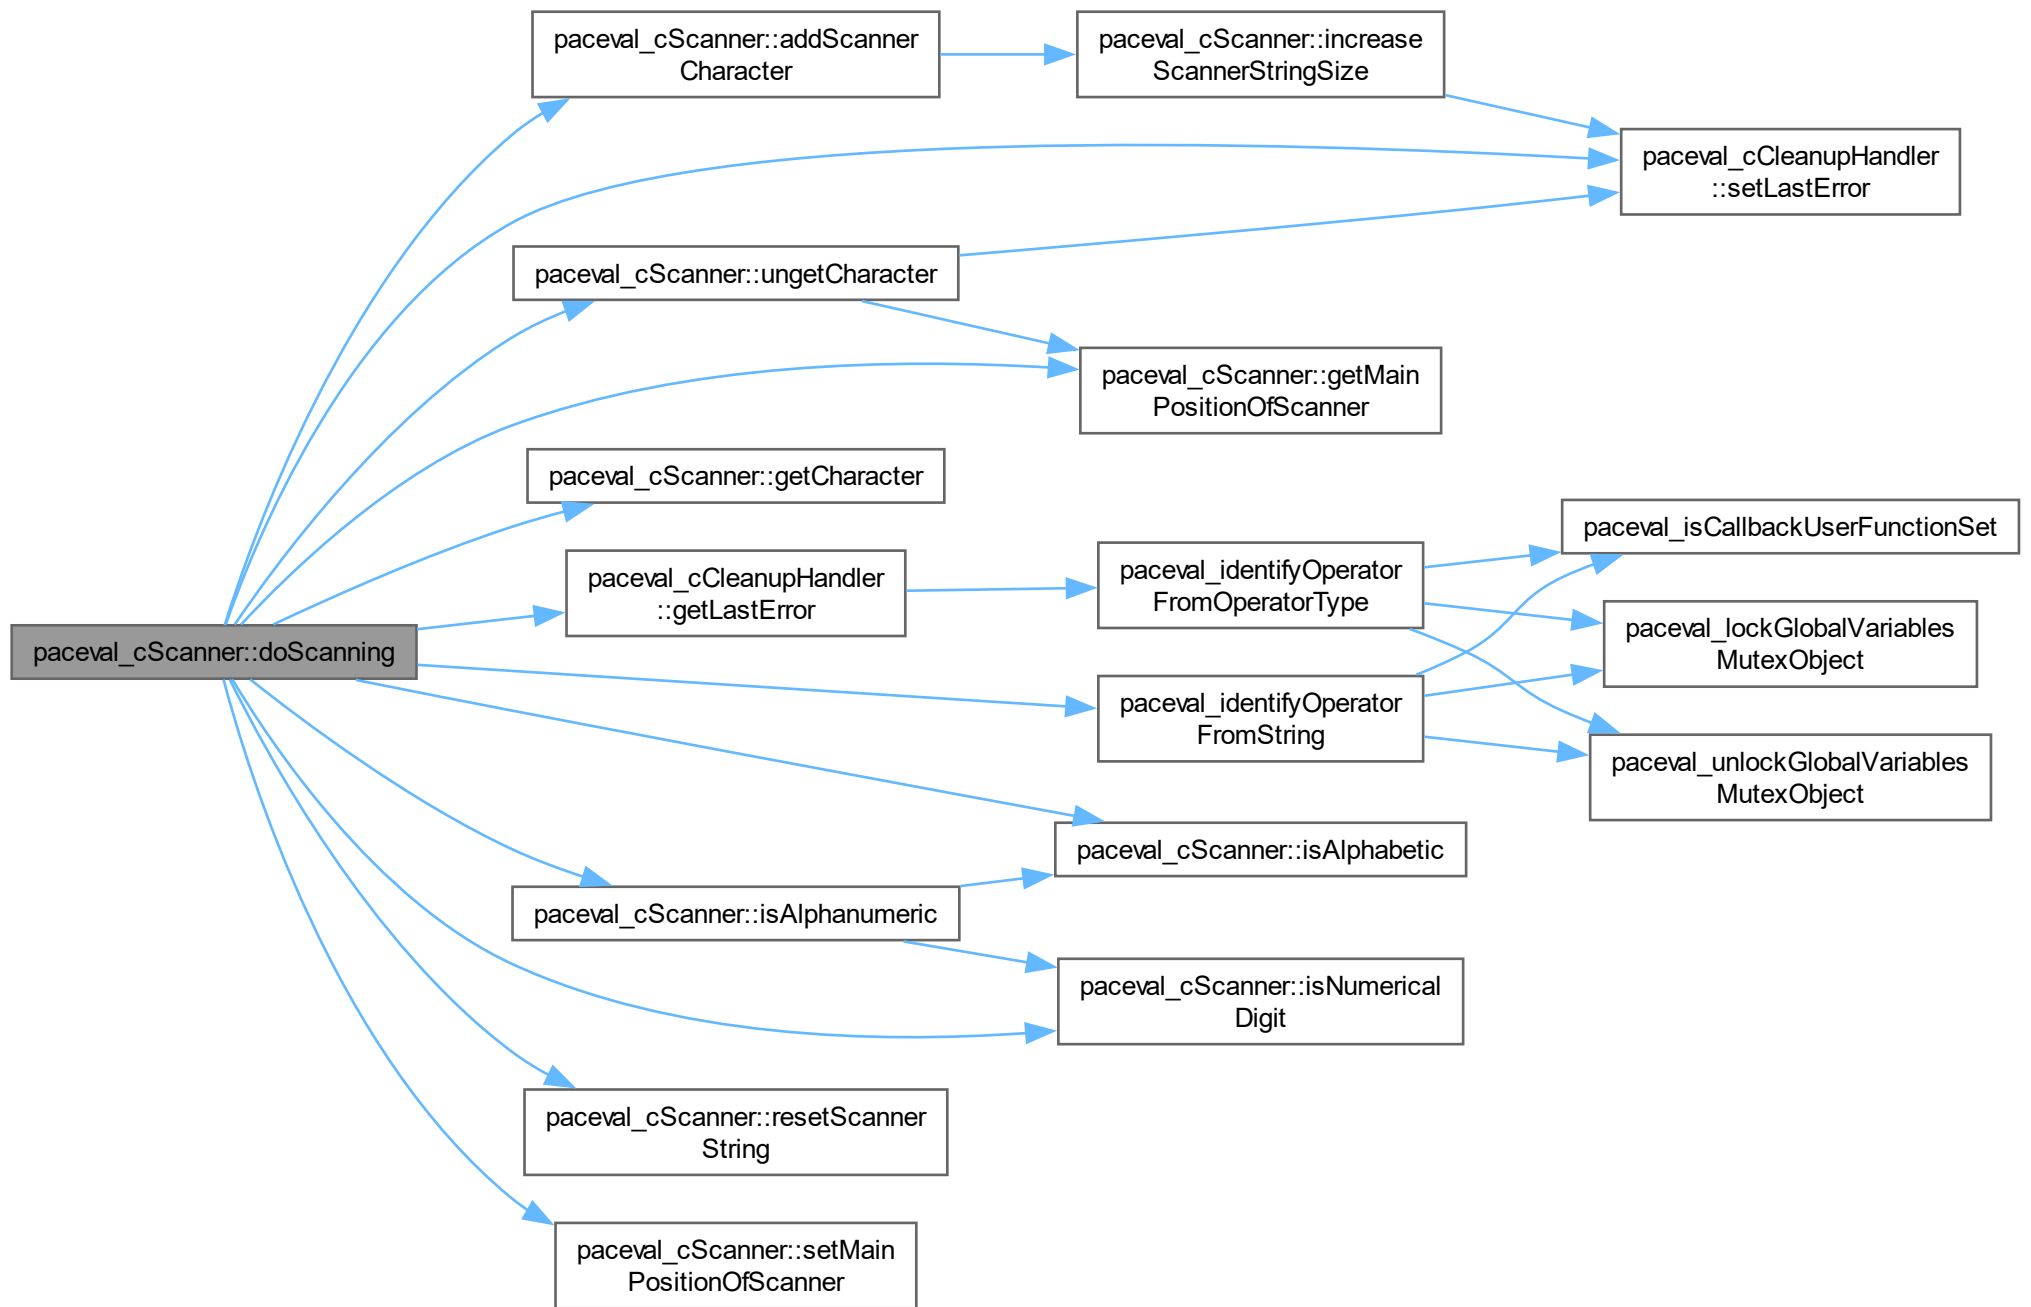 paceval_cScanner::addScanner
Character
paceval_cScanner::increase
ScannerStringSize
paceval_cCleanupHandler
::setLastError
paceval_cScanner::ungetCharacter
paceval_cScanner::getMain
PositionOfScanner
paceval_cScanner::getCharacter
paceval_isCallbackUserFunctionSet
paceval_cCleanupHandler
::getLastError
paceval_identifyOperator
FromOperatorType
paceval_lockGlobalVariables
MutexObject
paceval_cScanner::doScanning
paceval_identifyOperator
FromString
paceval_unlockGlobalVariables
MutexObject
paceval_cScanner::isAlphabetic
paceval_cScanner::isAlphanumeric
paceval_cScanner::isNumerical
Digit
paceval_cScanner::resetScanner
String
paceval_cScanner::setMain
PositionOfScanner